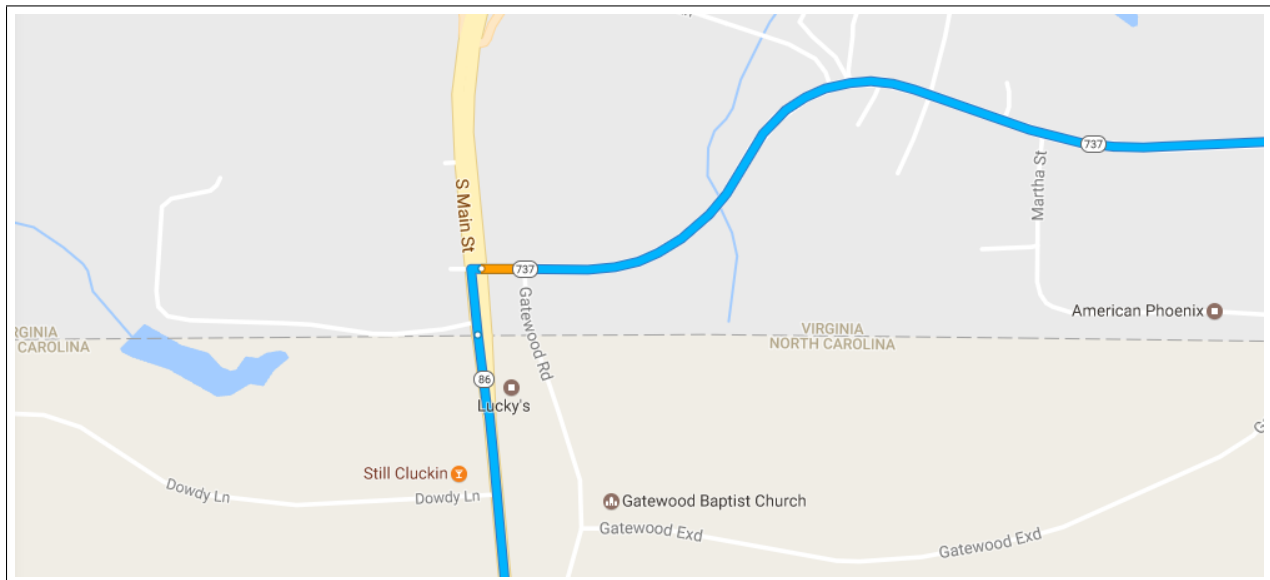 S Main St
737
Martha St
737
Gatewood Rd
American Phoenix
RGINIA
CAROLINA
VIRGINIA
NORTH CAROLINA
86
Lucky's
Still Cluckin
Dowdy Ln
Dowdy Ln
Gatewood Baptist Church
Gatewood Exd
Gatewood Exd